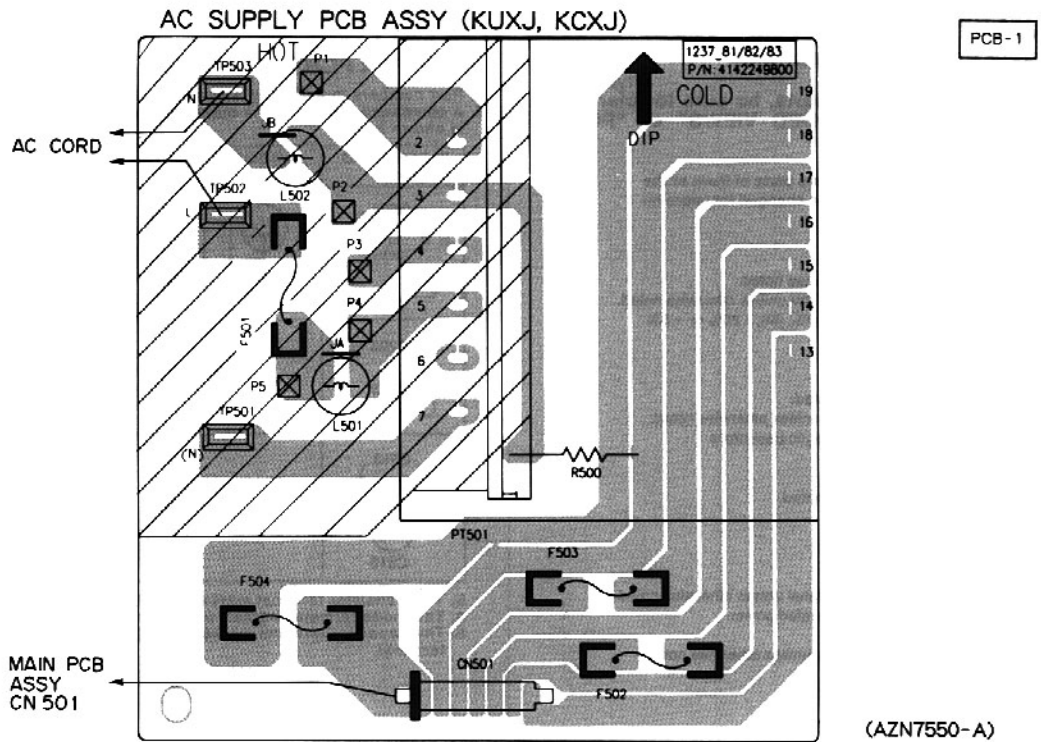 AC SUPPLY PCB ASSY (KUXJ, KCXJ)
PCB-1
HOT
P1
1237_81/82/83
P/N: 4142249800
COLD
DIP
TP503
N
JB
AC CORD
TP502
L
L502
P2
P3
P4
F501
JA
P5
L501
TP501
(N)
2
3
4
5
6
7
19
18
17
16
15
14
13
R500
PT501
F503
F504
CN501
F502
MAIN PCB
ASSY
CN 501
(AZN7550-A)